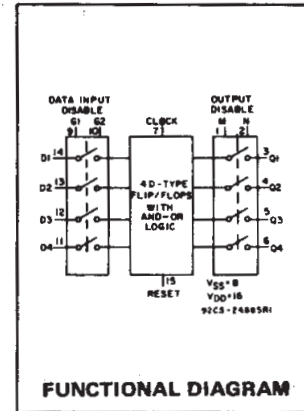 DATA INPUT DISABLE
OUTPUT DISABLE
G1 G2
CLOCK
M N
9 10
7
1 2
D1 14
3 Q1
D2 13
4 Q2
D3 12
5 Q3
D4 11
6 Q4
4 D-TYPE
FLIP/FLOPS
WITH
AND-OR
LOGIC
15
RESET
VSS=8
VDD=16
92CS-24885R1
FUNCTIONAL DIAGRAM